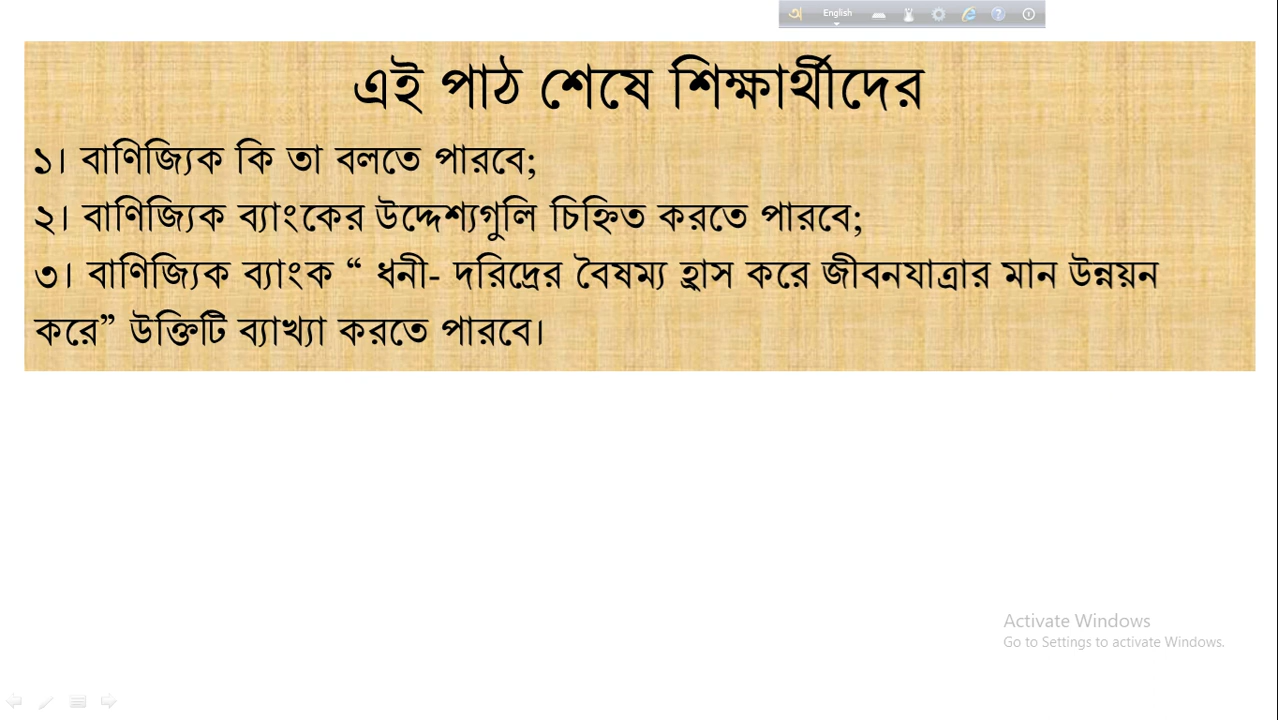 অ English
এই পাঠ শেষে শিক্ষার্থীদের
১। বাণিজ্যিক কি তা বলতে পারবে;
২। বাণিজ্যিক ব্যাংকের উদ্দেশ্যগুলি চিহ্নিত করতে পারবে;
৩। বাণিজ্যিক ব্যাংক “ ধনী- দরিদ্রের বৈষম্য হ্রাস করে জীবনযাত্রার মান উন্নয়ন
করে” উক্তিটি ব্যাখ্যা করতে পারবে।
Activate Windows
Go to Settings to activate Windows.